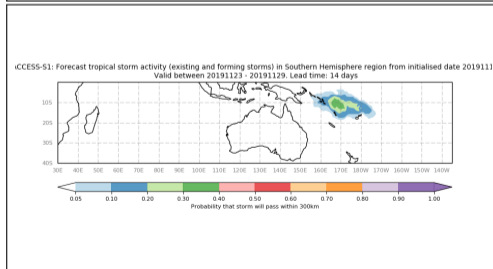 ACCESS-S1: Forecast tropical storm activity (existing and forming storms) in Southern Hemisphere region from initialised date 2019111
Valid between 20191123 - 20191129. Lead time: 14 days
10S
20S
30S
40S
30E 40E 50E 60E 70E 80E 90E 100E 110E 120E 130E 140E 150E 160E 170E 180W 170W 160W 150W 140W
0.05 0.10 0.20 0.30 0.40 0.50 0.60 0.70 0.80 0.90 1.00
Probability that storm will pass within 300km